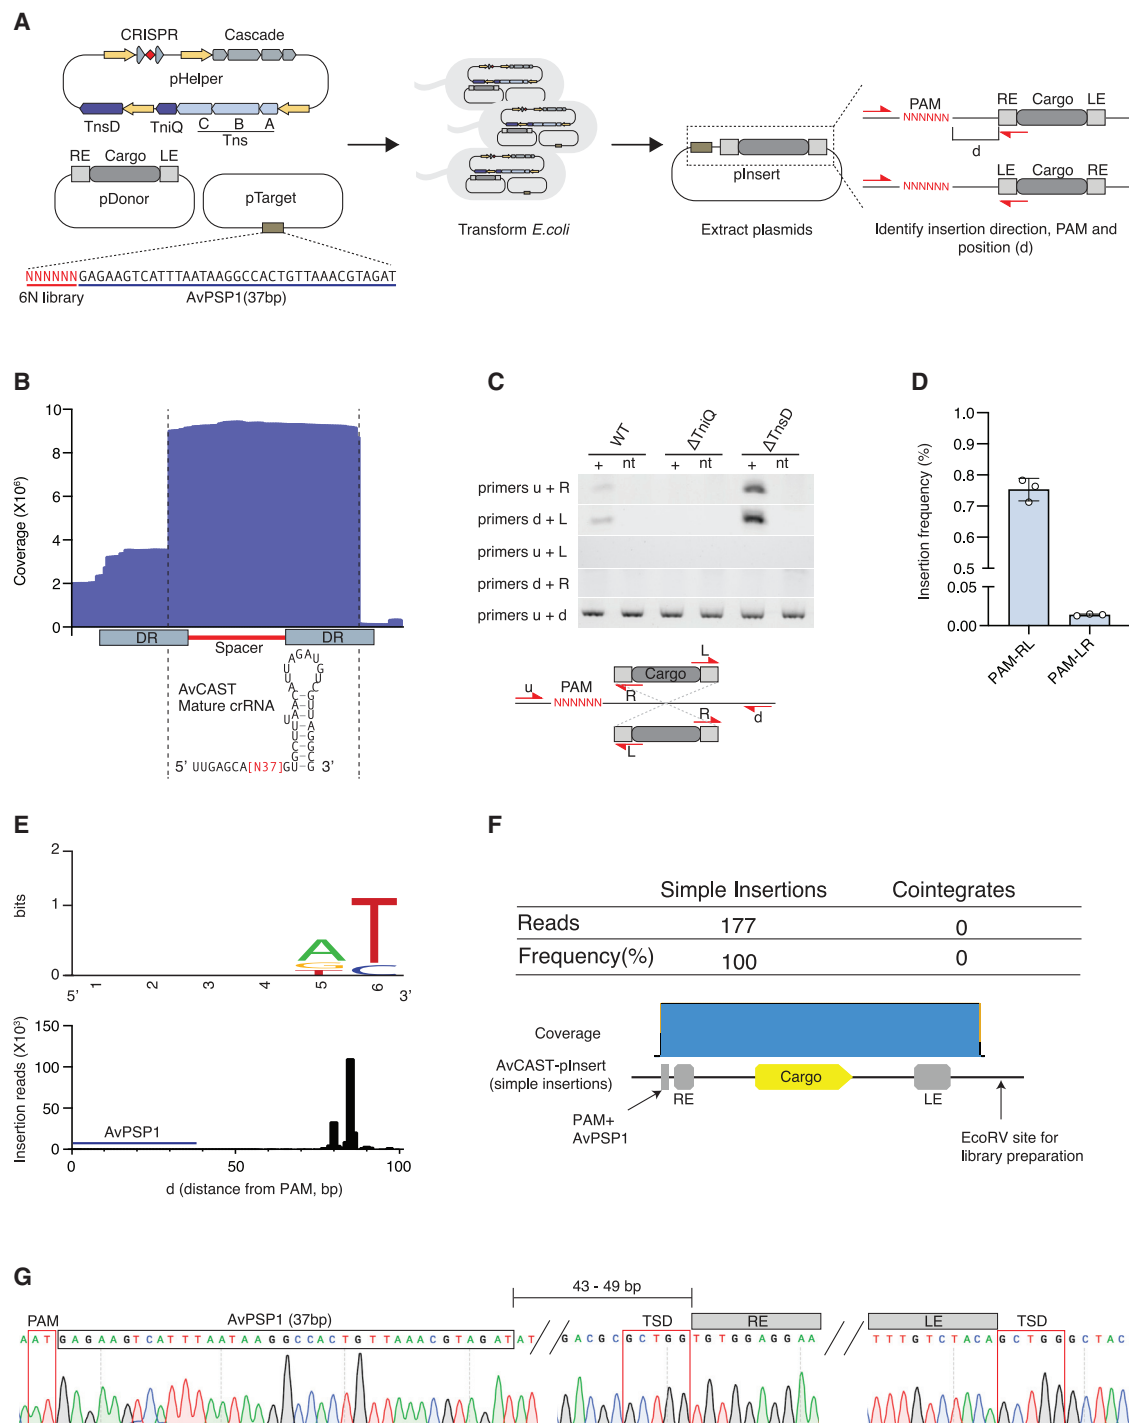 A
CRISPR Cascade
pHelper
TnsD TniQ C B A
Tns
RE Cargo LE
pDonor
pTarget
NNNNNNGAGAAGTCATTTAATAAGGCCACTGTTAAACGTAGAT
6N library AvPSP1(37bp)
Transform E.coli
pInsert
Extract plasmids
PAM RE Cargo LE
NNNNNN
d
LE Cargo RE
NNNNNN
Identify insertion direction, PAM and
position (d)
B
Coverage (X10⁶)
10
8
6
4
2
0
DR DR
Spacer
AvCAST
Mature crRNA
5' UUGAGCA[N37]GU 3'
C
WT ΔTniQ ΔTnsD
+ nt + nt + nt
primers u + R
primers d + L
primers u + L
primers d + R
primers u + d
L
Cargo
u PAM R
NNNNNN
R d
L
D
Insertion frequency (%)
1.0
0.9
0.8
0.7
0.6
0.5
0.05
0.00
PAM-RL PAM-LR
E
bits
2
1
0
A G T T C
5' 1 2 3 4 5 6 3'
Insertion reads (X10³)
150
100
50
0
AvPSP1
0 50 100
d (distance from PAM, bp)
F
Simple Insertions Cointegrates
Reads 177 0
Frequency(%) 100 0
Coverage
AvCAST-pInsert
(simple insertions)
Cargo
RE LE
PAM+
AvPSP1
EcoRV site for
library preparation
G
43 - 49 bp
PAM AvPSP1 (37bp) TSD RE LE TSD
AATGAGAAGTCATTTAATAAGGCCACTGTTAAACGTAGATAT // GACGCGCTGGTGTGGAGGAA // TTTGTCTACAGCTGGGCTAC